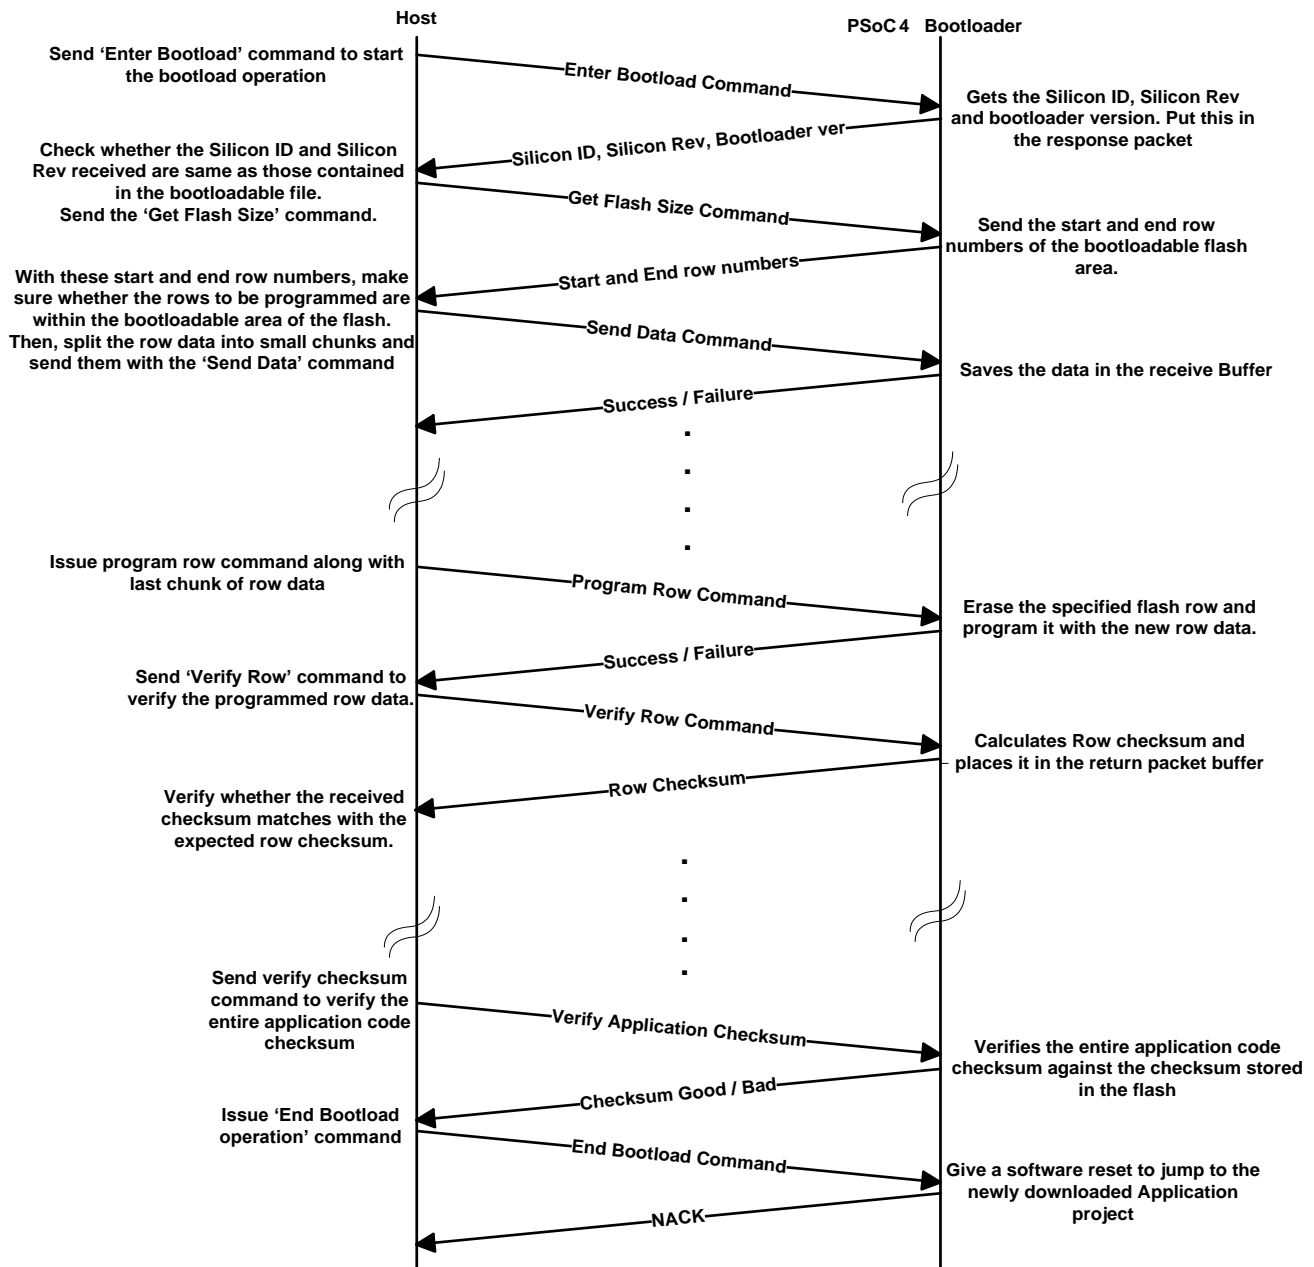 Host
PSoC 4 Bootloader
Send ‘Enter Bootload’ command to start
the bootload operation
Enter Bootload Command
Gets the Silicon ID, Silicon Rev
and bootloader version. Put this in
the response packet
Silicon ID, Silicon Rev, Bootloader ver
Check whether the Silicon ID and Silicon
Rev received are same as those contained
in the bootloadable file.
Send the ‘Get Flash Size’ command.
Get Flash Size Command
Send the start and end row
numbers of the bootloadable flash
area.
Start and End row numbers
With these start and end row numbers, make
sure whether the rows to be programmed are
within the bootloadable area of the flash.
Then, split the row data into small chunks and
send them with the ‘Send Data’ command
Send Data Command
Saves the data in the receive Buffer
Success / Failure
Issue program row command along with
last chunk of row data
Program Row Command
Erase the specified flash row and
program it with the new row data.
Success / Failure
Send ‘Verify Row’ command to
verify the programmed row data.
Verify Row Command
Calculates Row checksum and
places it in the return packet buffer
Row Checksum
Verify whether the received
checksum matches with the
expected row checksum.
Send verify checksum
command to verify the
entire application code
checksum
Verify Application Checksum
Verifies the entire application code
checksum against the checksum stored
in the flash
Checksum Good / Bad
Issue ‘End Bootload
operation’ command
End Bootload Command
Give a software reset to jump to the
newly downloaded Application
project
NACK